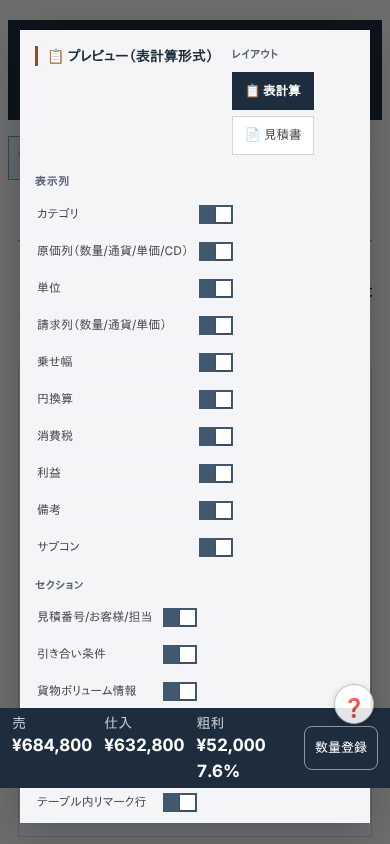 📋 プレビュー（表計算形式）
レイアウト
📋 表計算
📄 見積書
表示列
カテゴリ
原価列（数量/通貨/単価/CD）
単位
請求列（数量/通貨/単価）
乗せ幅
円換算
消費税
利益
備考
サブコン
セクション
見積番号/お客様/担当
引き合い条件
貨物ボリューム情報
❓
売 仕入 粗利
¥684,800 ¥632,800 ¥52,000
7.6%
数量登録
テーブル内リマーク行